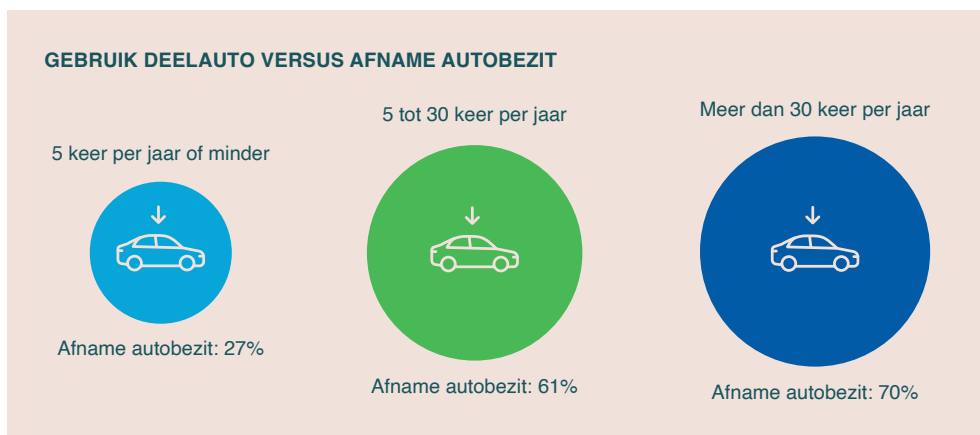 GEBRUIK DEELAUTO VERSUS AFNAME AUTOBEZIT
5 keer per jaar of minder
Afname autobezit: 27%
5 tot 30 keer per jaar
Afname autobezit: 61%
Meer dan 30 keer per jaar
Afname autobezit: 70%